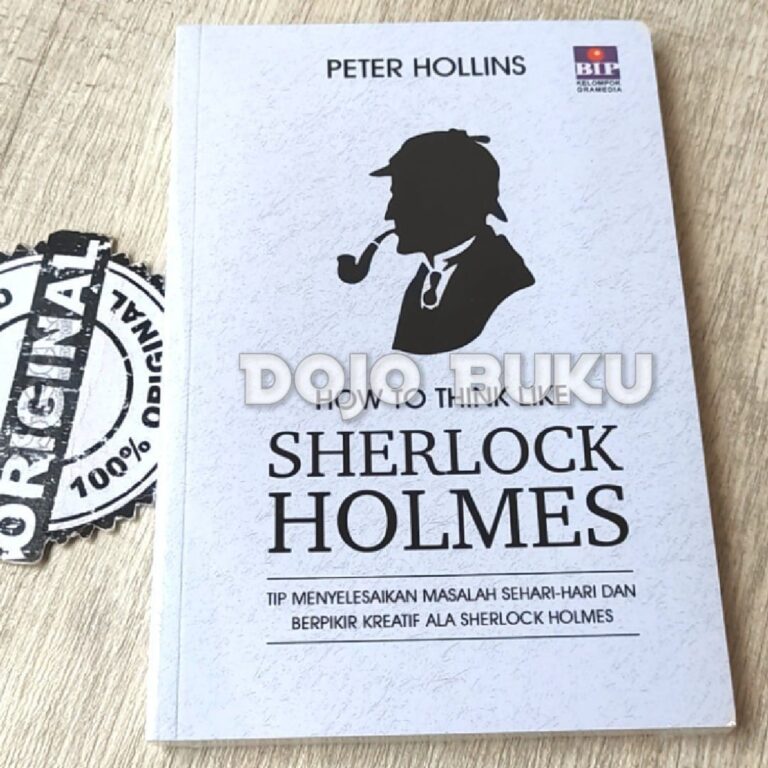 PETER HOLLINS
BIP
KELOMPOK
GRAMEDIA
DOJO BUKU
HOW TO THINK LIKE
SHERLOCK
HOLMES
TIP MENYELESAIKAN MASALAH SEHARI-HARI DAN
BERPIKIR KREATIF ALA SHERLOCK HOLMES
ORIGINAL
100% ORIGINAL